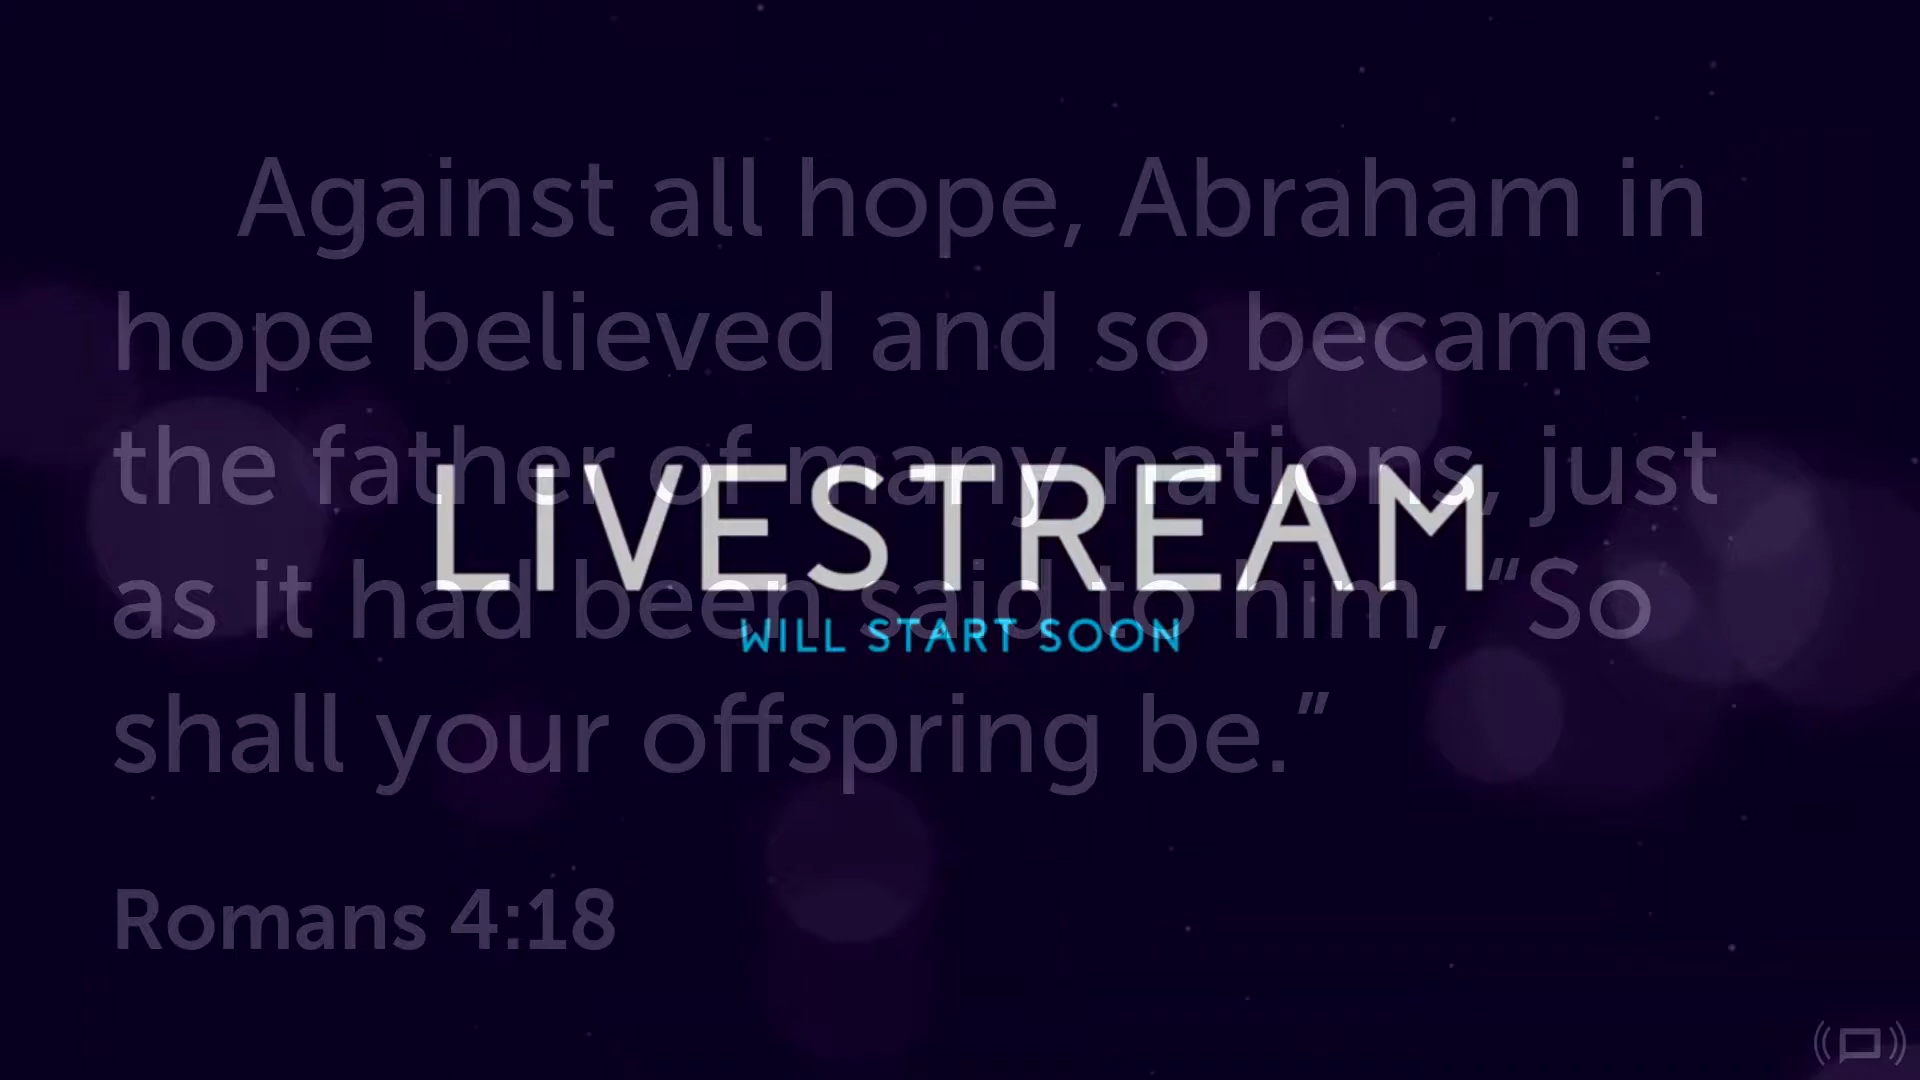 Against all hope, Abraham in
hope believed and so became
the father of many nations, just
LIVESTREAM
as it had been said to him, “So
WILL START SOON
shall your offspring be.”
Romans 4:18